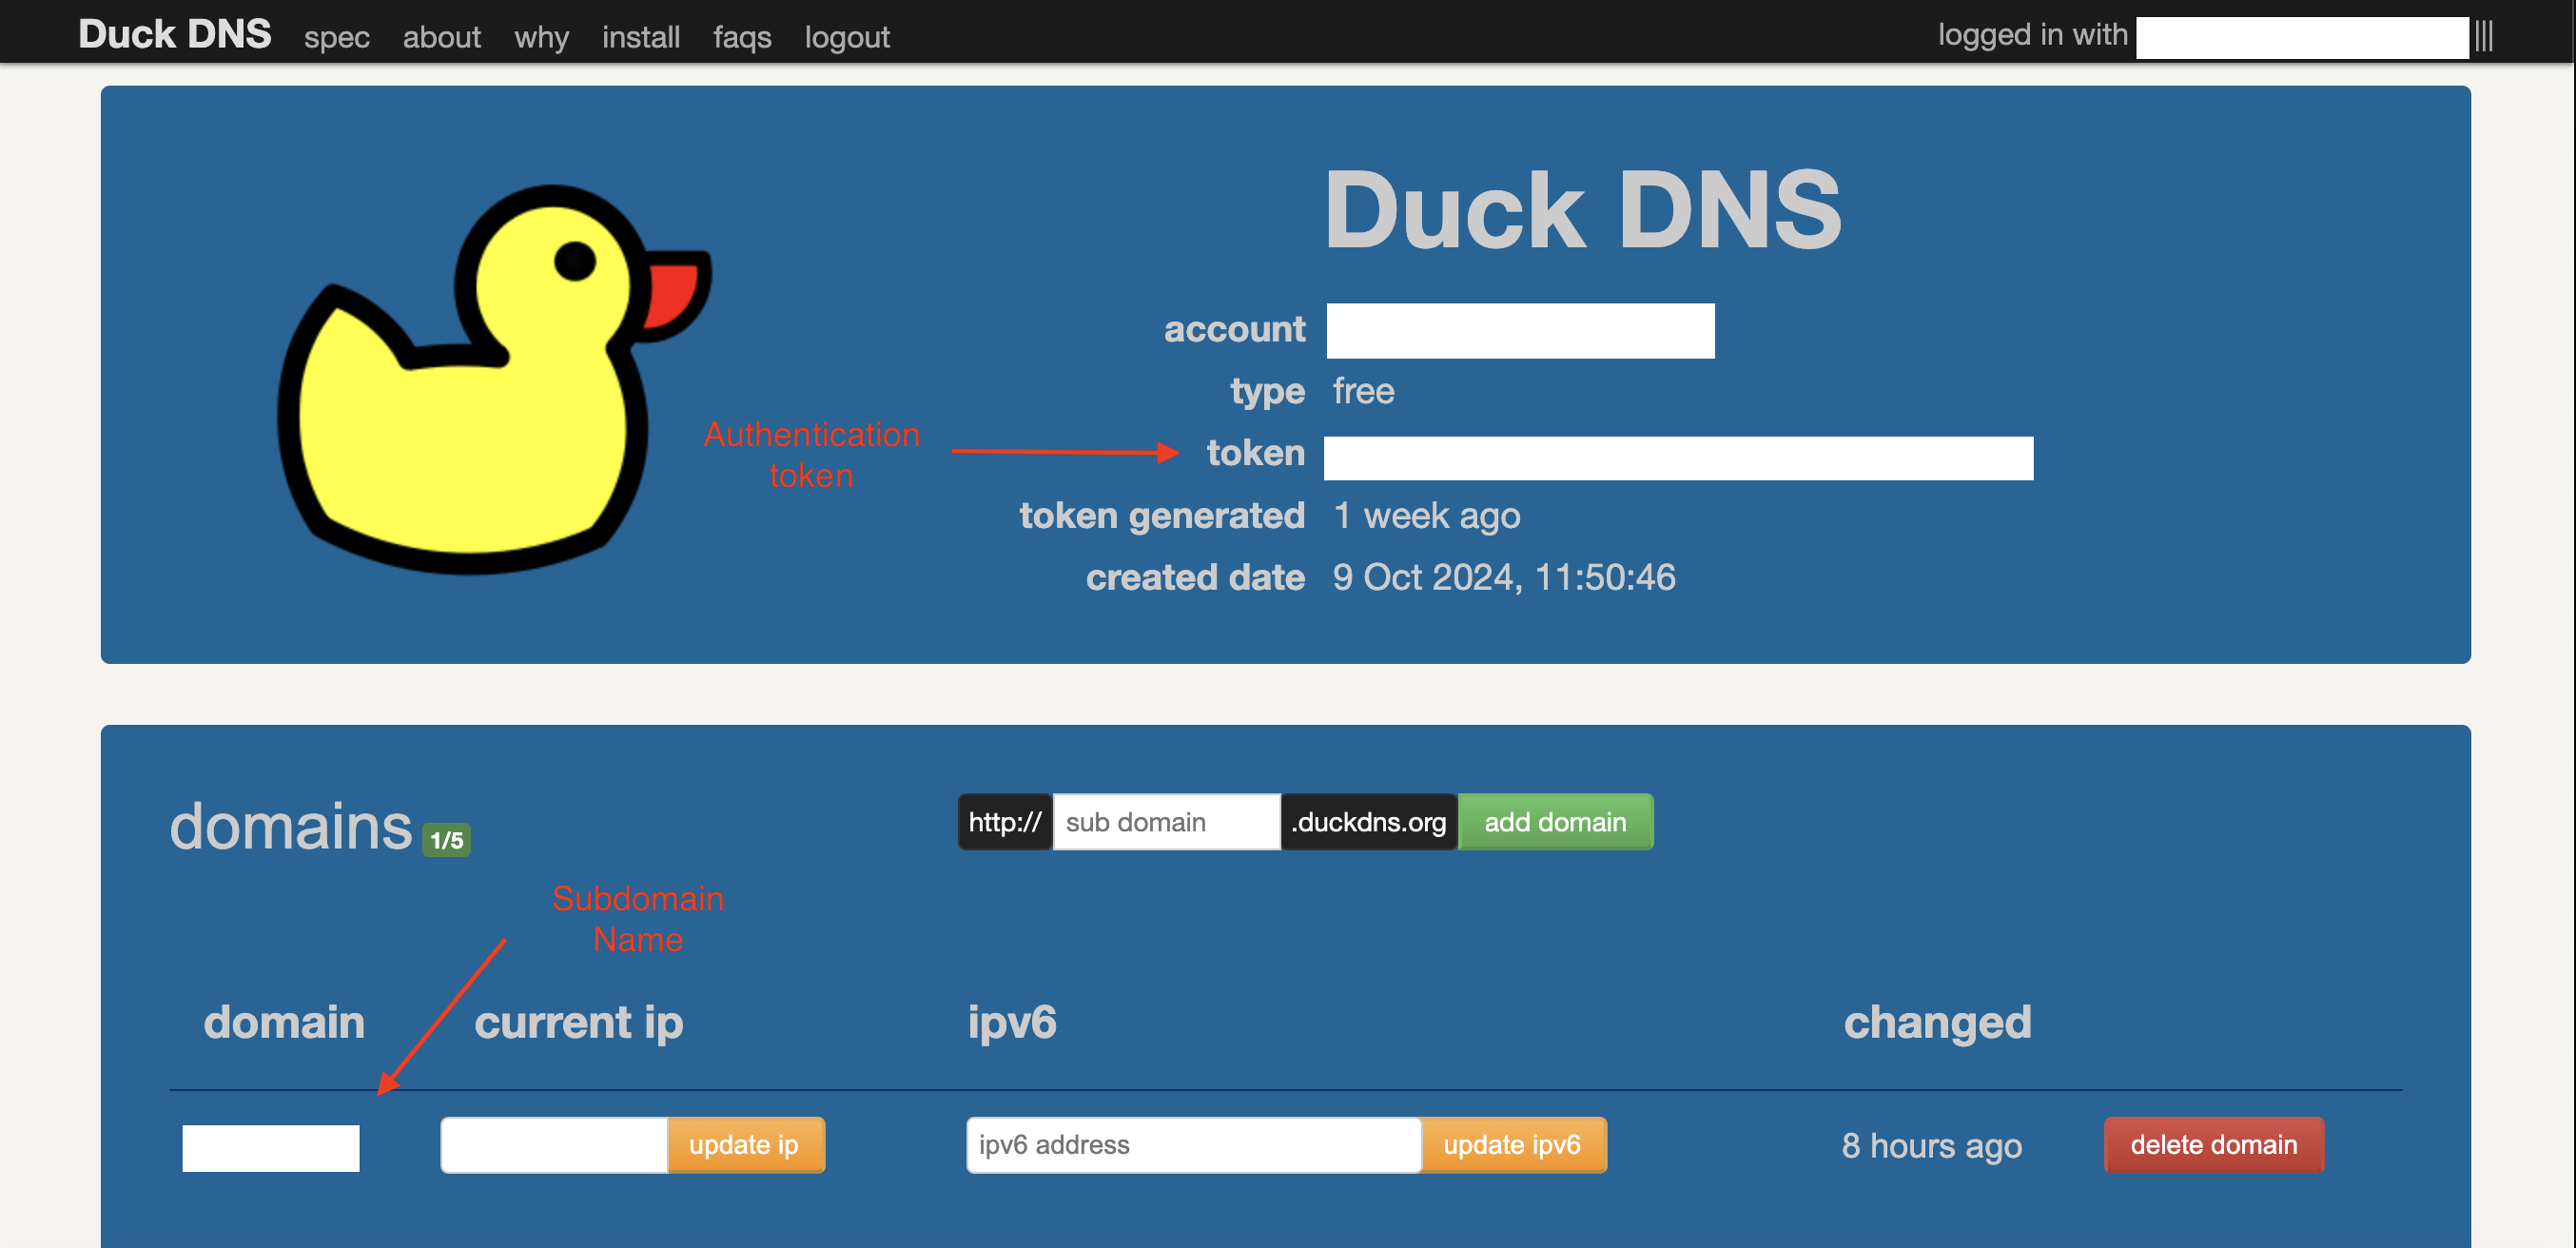 Duck DNS spec about why install faqs logout logged in with
Duck DNS
account
type free
Authentication
token
token
token generated 1 week ago
created date 9 Oct 2024, 11:50:46
domains 1/5 http:// sub domain .duckdns.org add domain
Subdomain
Name
domain current ip ipv6 changed
update ip ipv6 address update ipv6 8 hours ago delete domain